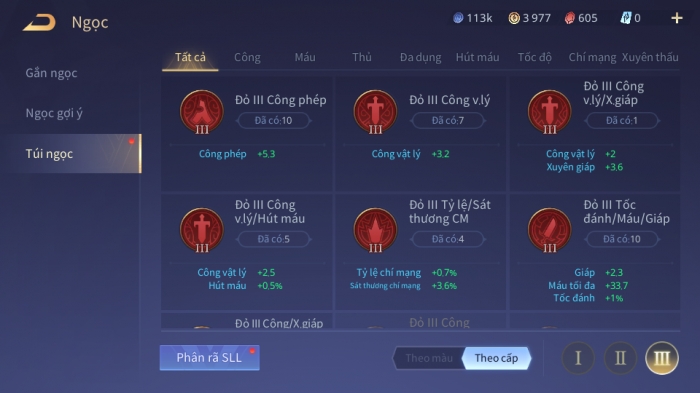 Ngọc
113k
3 977
605
0
Tất cả
Công
Máu
Thủ
Đa dụng
Hút máu
Tốc độ
Chí mạng
Xuyên thấu
Gắn ngọc
Ngọc gợi ý
Túi ngọc
III
Đỏ III Công phép
Đã có:10
Công phép +5.3
III
Đỏ III Công v.lý
Đã có:7
Công vật lý +3.2
III
Đỏ III Công
v.lý/X.giáp
Đã có:1
Công vật lý +2
Xuyên giáp +3.6
III
Đỏ III Công
v.lý/Hút máu
Đã có:5
Công vật lý +2.5
Hút máu +0.5%
III
Đỏ III Tỷ lệ/Sát
thương CM
Đã có:4
Tỷ lệ chí mạng +0.7%
Sát thương chí mạng +3.6%
III
Đỏ III Tốc
đánh/Máu/Giáp
Đã có:10
Giáp +2.3
Máu tối đa +33.7
Tốc đánh +1%
Đỏ III Công/X.giáp
Đỏ III Công
Phân rã SLL
Theo màu
Theo cấp
I
II
III